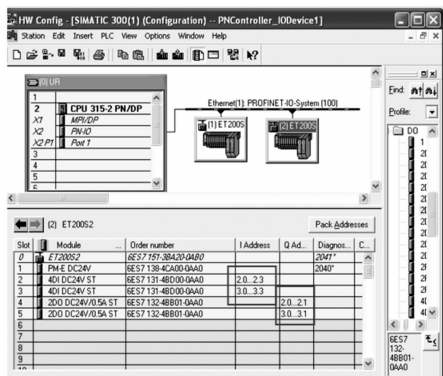 HW Config - [SIMATIC 300(1) (Configuration) -- PNController_IODevice1]
Station Edit Insert PLC View Options Window Help
Find:
Profile:
(0) UR
1
2 CPU 315-2 PN/DP
X1 MPI/DP
X2 PN-IO
X2 P1 Port 1
3
4
5
6
Ethernet(1): PROFINET-IO-System (100)
(1) ET200S
(2) ET200S
DO
(2) ET200S2
Pack Addresses
Slot Module ... Order number I Address Q Ad... Diagnos... C...
0 ET200S2 6ES7 151-3BA20-0AB0 2041*
1 PM-E DC24V 6ES7 138-4CA00-0AA0 2040*
2 4DI DC24V ST 6ES7 131-4BD00-0AA0 2.0...2.3
3 4DI DC24V ST 6ES7 131-4BD00-0AA0 3.0...3.3
4 2DO DC24V/0.5A ST 6ES7 132-4BB01-0AA0 2.0...2.1
5 2DO DC24V/0.5A ST 6ES7 132-4BB01-0AA0 3.0...3.1
6
7
8
9
6ES7
132-
4BB01-
0AA0